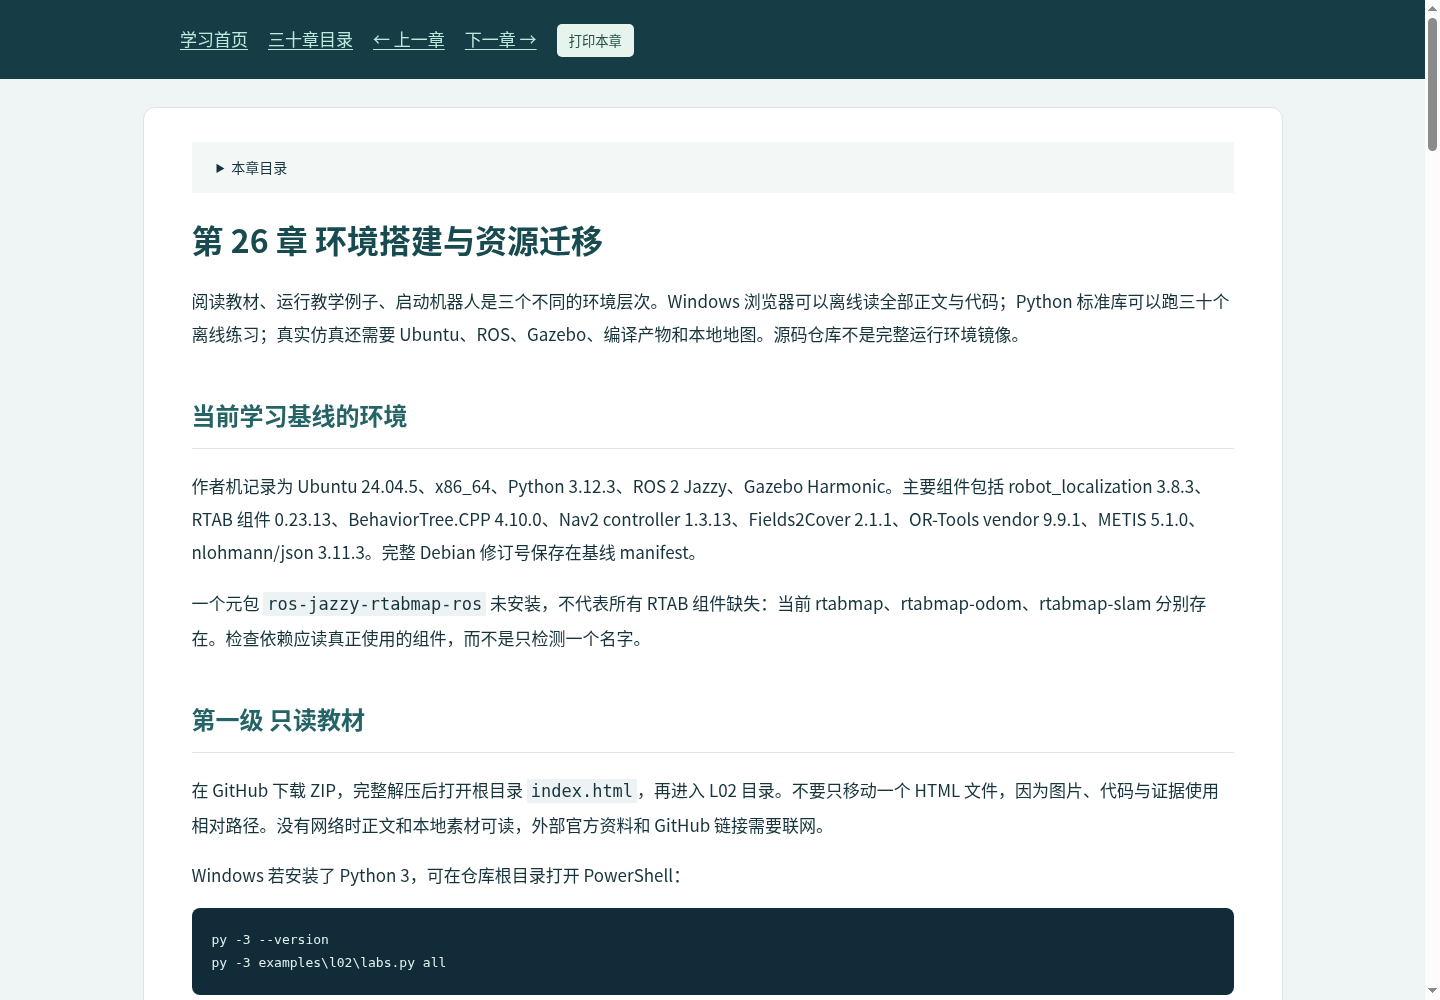 学习首页 三十章目录 ← 上一章 下一章 → 打印本章
▶ 本章目录
第 26 章 环境搭建与资源迁移
阅读教材、运行教学例子、启动机器人是三个不同的环境层次。Windows 浏览器可以离线读全部正文与代码；Python 标准库可以跑三十个
离线练习；真实仿真还需要 Ubuntu、ROS、Gazebo、编译产物和本地地图。源码仓库不是完整运行环境镜像。
当前学习基线的环境
作者机记录为 Ubuntu 24.04.5、x86_64、Python 3.12.3、ROS 2 Jazzy、Gazebo Harmonic。主要组件包括 robot_localization 3.8.3、
RTAB 组件 0.23.13、BehaviorTree.CPP 4.10.0、Nav2 controller 1.3.13、Fields2Cover 2.1.1、OR-Tools vendor 9.9.1、METIS 5.1.0、
nlohmann/json 3.11.3。完整 Debian 修订号保存在基线 manifest。
一个元包 ros-jazzy-rtabmap-ros 未安装，不代表所有 RTAB 组件缺失：当前 rtabmap、rtabmap-odom、rtabmap-slam 分别存
在。检查依赖应读真正使用的组件，而不是只检测一个名字。
第一级 只读教材
在 GitHub 下载 ZIP，完整解压后打开根目录 index.html，再进入 L02 目录。不要只移动一个 HTML 文件，因为图片、代码与证据使用
相对路径。没有网络时正文和本地素材可读，外部官方资料和 GitHub 链接需要联网。
Windows 若安装了 Python 3，可在仓库根目录打开 PowerShell：
py -3 --version
py -3 examples\l02\labs.py all